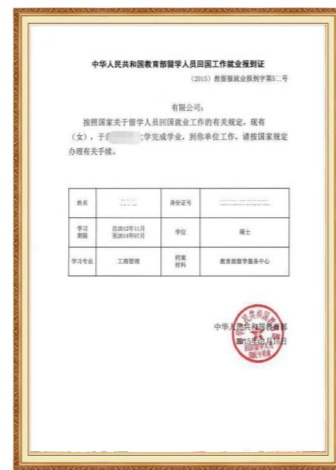 中华人民共和国教育部留学人员回国工作就业报到证
(2015) 教留服就业报到字第5二号
有限公司:
按照国家关于留学人员回国就业工作的有关规定，现有
(女)，于 大学完成学业，到你单位工作。请按国家规定
办理有关手续。
姓名 身份证号
学习期限 自2012年11月至2014年07月 学位 硕士
学习专业 工商管理 档案材料 教育部留学服务中心
中华人民共和国教育部